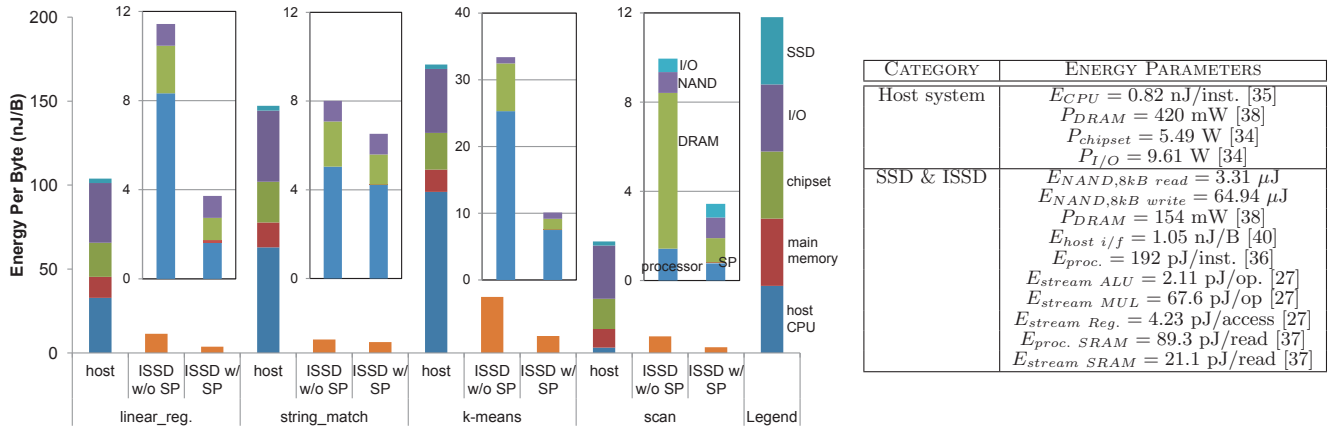 Energy Per Byte (nJ/B)
200
150
100
50
0
12
8
4
0
12
8
4
0
40
30
20
10
0
12
8
4
0
I/O
NAND
DRAM
processor
SP
SSD
I/O
chipset
main
memory
host
CPU
host
ISSD
w/o SP
ISSD w/
SP
host
ISSD
w/o SP
ISSD w/
SP
host
ISSD
w/o SP
ISSD w/
SP
host
ISSD
w/o SP
ISSD w/
SP
linear_reg.
string_match
k-means
scan
Legend
CATEGORY ENERGY PARAMETERS
Host system E_CPU = 0.82 nJ/inst. [35]
P_DRAM = 420 mW [38]
P_chipset = 5.49 W [34]
P_I/O = 9.61 W [34]
SSD & ISSD E_NAND,8kB read = 3.31 μJ
E_NAND,8kB write = 64.94 μJ
P_DRAM = 154 mW [38]
E_host i/f = 1.05 nJ/B [40]
E_proc. = 192 pJ/inst. [36]
E_stream ALU = 2.11 pJ/op. [27]
E_stream MUL = 67.6 pJ/op [27]
E_stream Reg. = 4.23 pJ/access [27]
E_proc. SRAM = 89.3 pJ/read [37]
E_stream SRAM = 21.1 pJ/read [37]